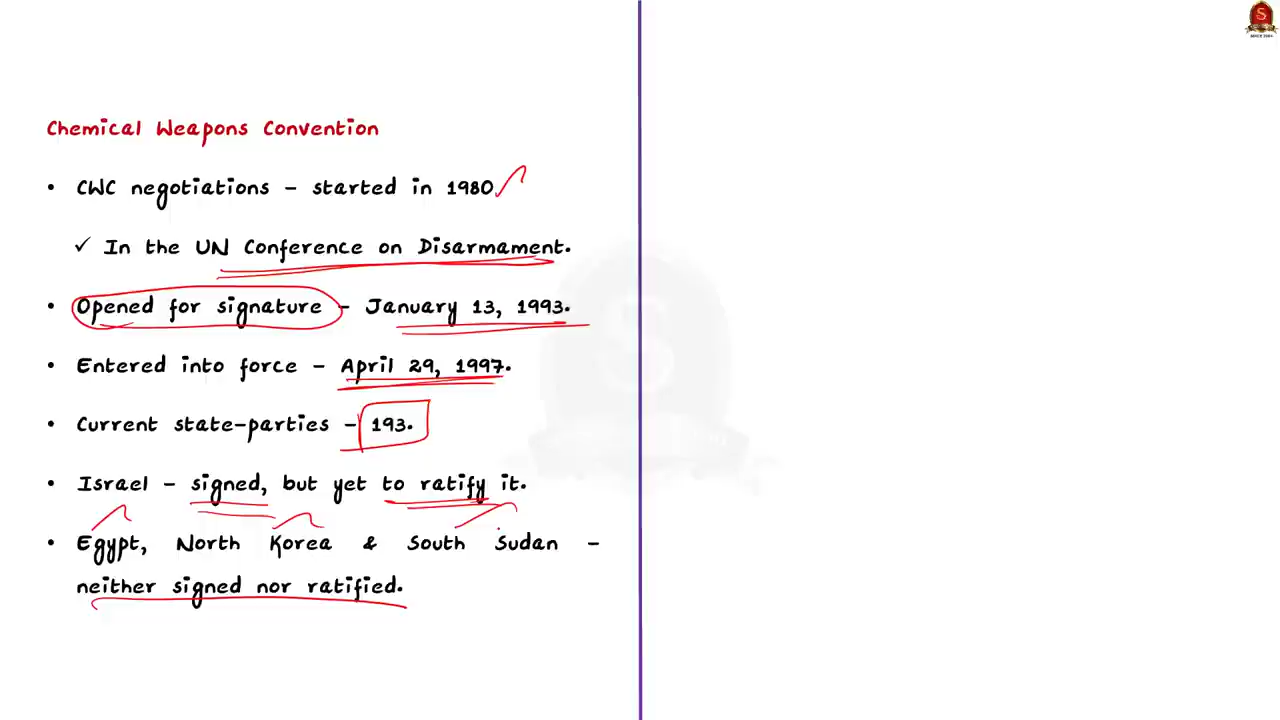 Chemical Weapons Convention
• CWC negotiations – started in 1980
✓ In the UN Conference on Disarmament.
• Opened for signature – January 13, 1993.
• Entered into force – April 29, 1997.
• Current state-parties – 193.
• Israel – signed, but yet to ratify it.
• Egypt, North Korea & South Sudan –
neither signed nor ratified.
S